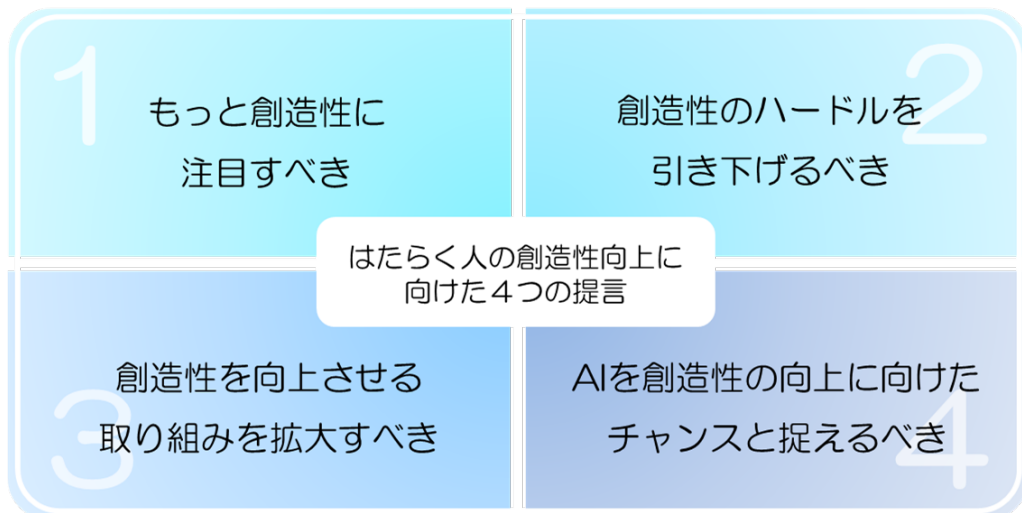 1
もっと創造性に
注目すべき
2
創造性のハードルを
引き下げるべき
はたらく人の創造性向上に
向けた4つの提言
3
創造性を向上させる
取り組みを拡大すべき
4
AIを創造性の向上に向けた
チャンスと捉えるべき